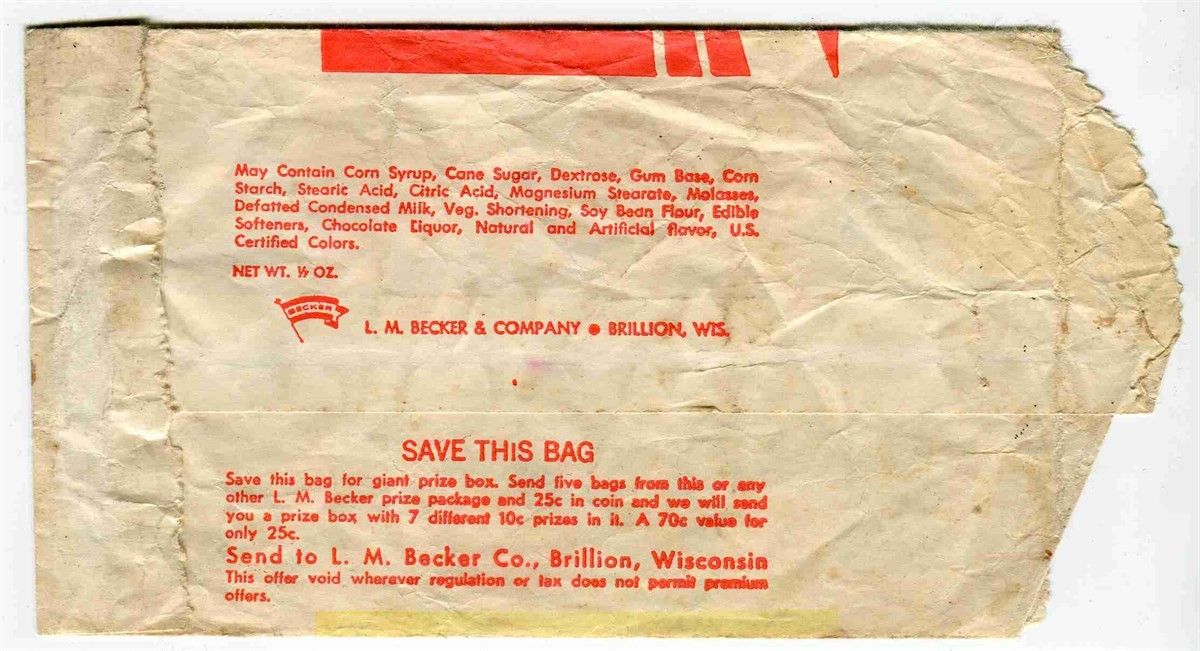 May Contain Corn Syrup, Cane Sugar, Dextrose, Gum Base, Corn
Starch, Stearic Acid, Citric Acid, Magnesium Stearate, Molasses,
Defatted Condensed Milk, Veg. Shortening, Soy Bean Flour, Edible
Softeners, Chocolate Liquor, Natural and Artificial flavor, U.S.
Certified Colors.
NET WT. ½ OZ.
BECKER
L. M. BECKER & COMPANY ● BRILLION, WIS.
SAVE THIS BAG
Save this bag for giant prize box. Send five bags from this or any
other L. M. Becker prize package and 25c in coin and we will send
you a prize box with 7 different 10c prizes in it. A 70c value for
only 25c.
Send to L. M. Becker Co., Brillion, Wisconsin
This offer void wherever regulation or tax does not permit premium
offers.